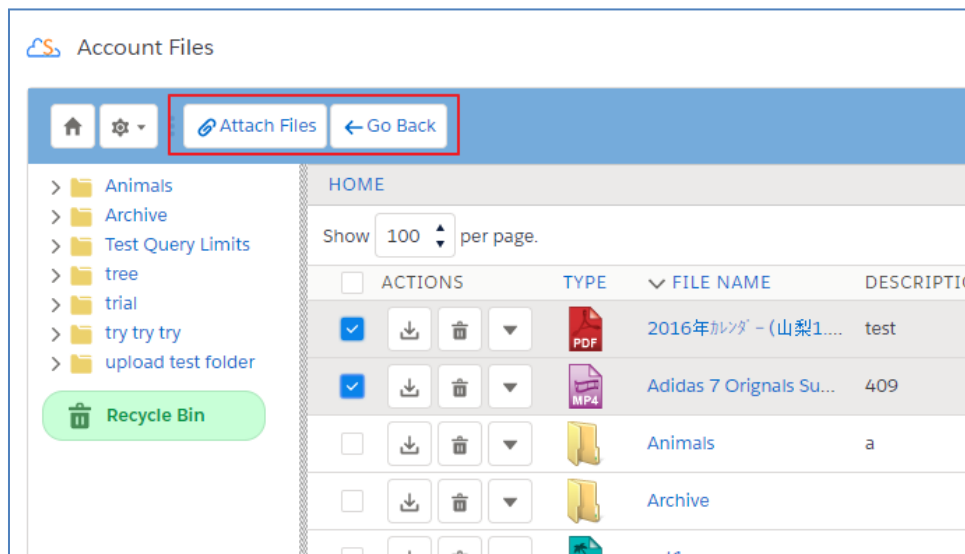 Account Files
Attach Files
Go Back
Animals
Archive
Test Query Limits
tree
trial
try try try
upload test folder
Recycle Bin
HOME
Show 100 per page.
ACTIONS TYPE FILE NAME DESCRIPTIO
PDF 2016年ｶﾚﾝﾀﾞｰ (山梨1.... test
MP4 Adidas 7 Orignals Su... 409
Animals a
Archive